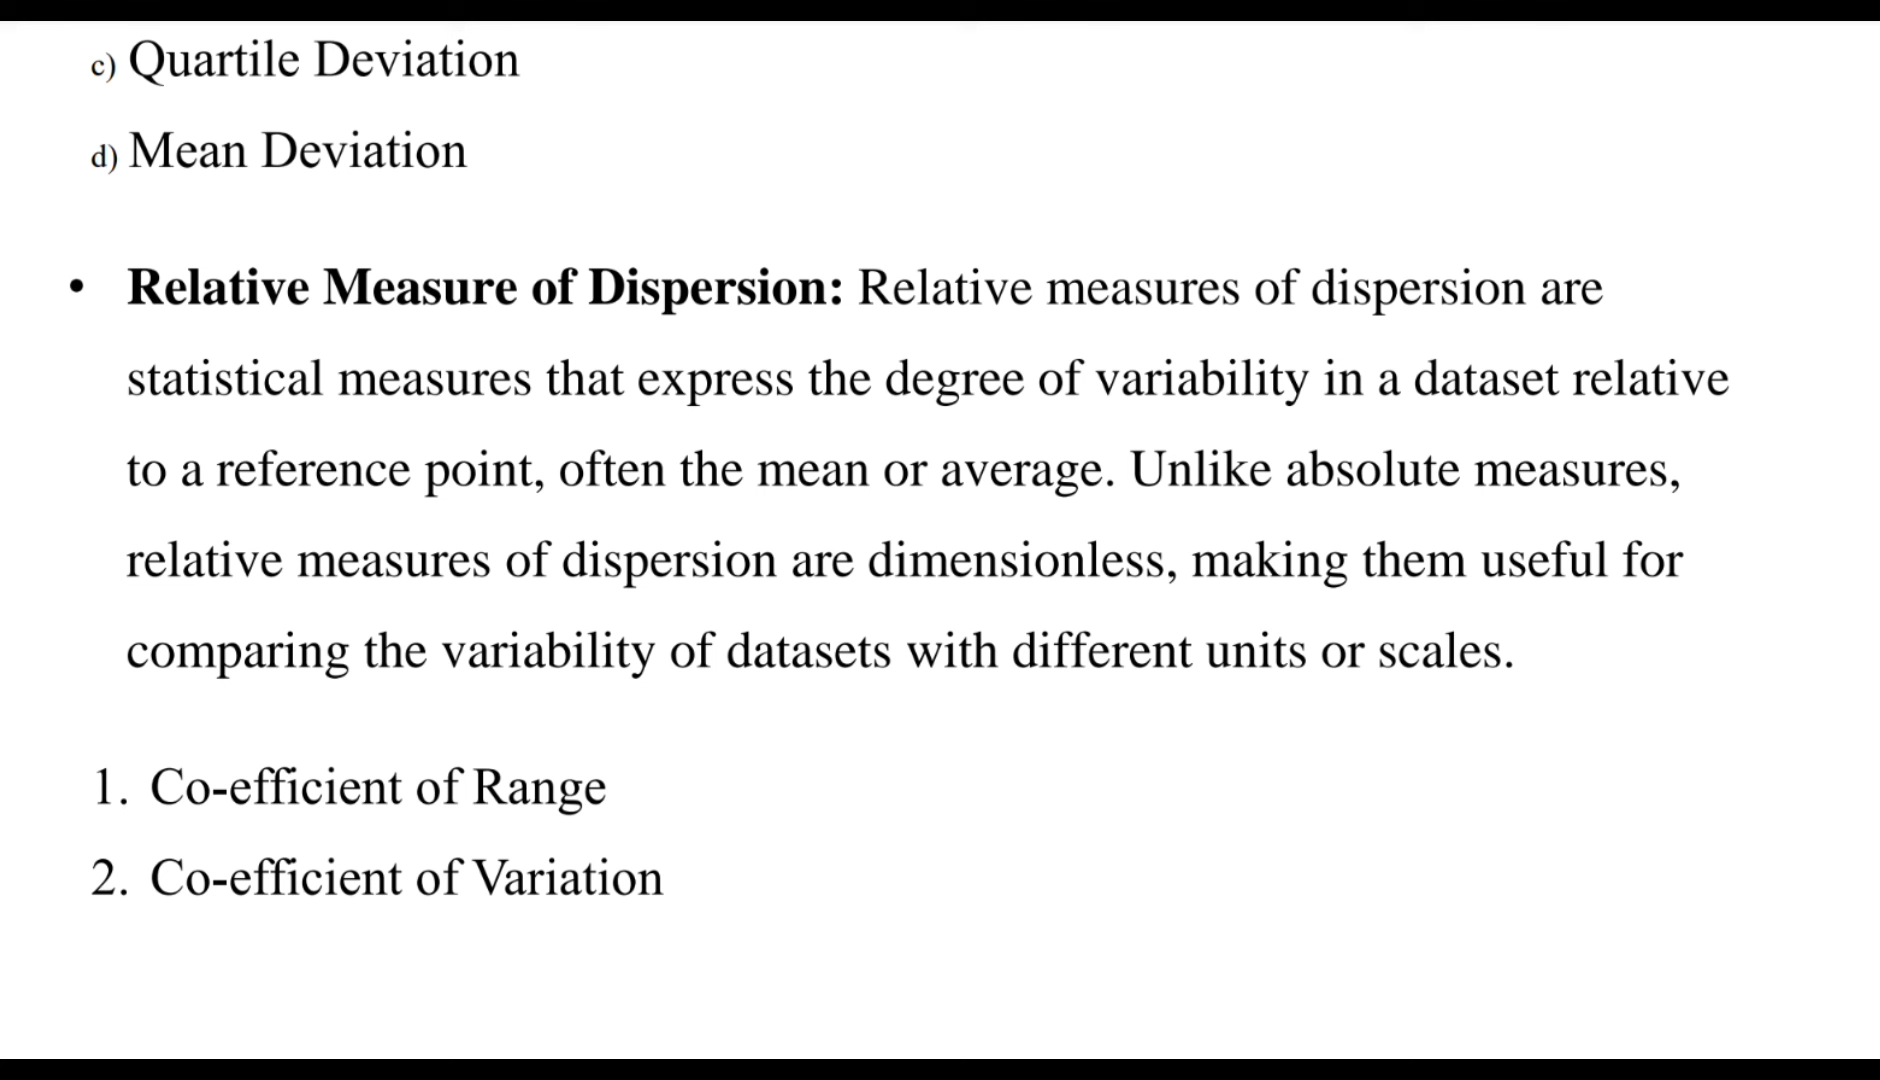 c) Quartile Deviation
d) Mean Deviation
• Relative Measure of Dispersion: Relative measures of dispersion are
statistical measures that express the degree of variability in a dataset relative
to a reference point, often the mean or average. Unlike absolute measures,
relative measures of dispersion are dimensionless, making them useful for
comparing the variability of datasets with different units or scales.
1. Co-efficient of Range
2. Co-efficient of Variation